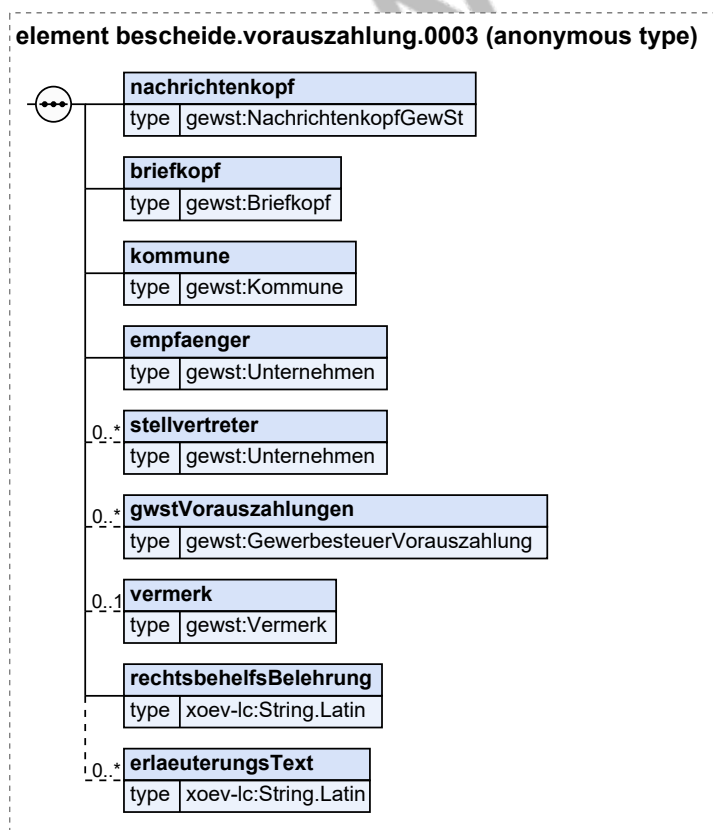 element bescheide.vorauszahlung.0003 (anonymous type)
nachrichtenkopf
type gewst:NachrichtenkopfGewSt
briefkopf
type gewst:Briefkopf
kommune
type gewst:Kommune
empfaenger
type gewst:Unternehmen
0..* stellvertreter
type gewst:Unternehmen
0..* gwstVorauszahlungen
type gewst:GewerbesteuerVorauszahlung
0..1 vermerk
type gewst:Vermerk
rechtsbehelfsBelehrung
type xoev-lc:String.Latin
0..* erlaeuterungsText
type xoev-lc:String.Latin